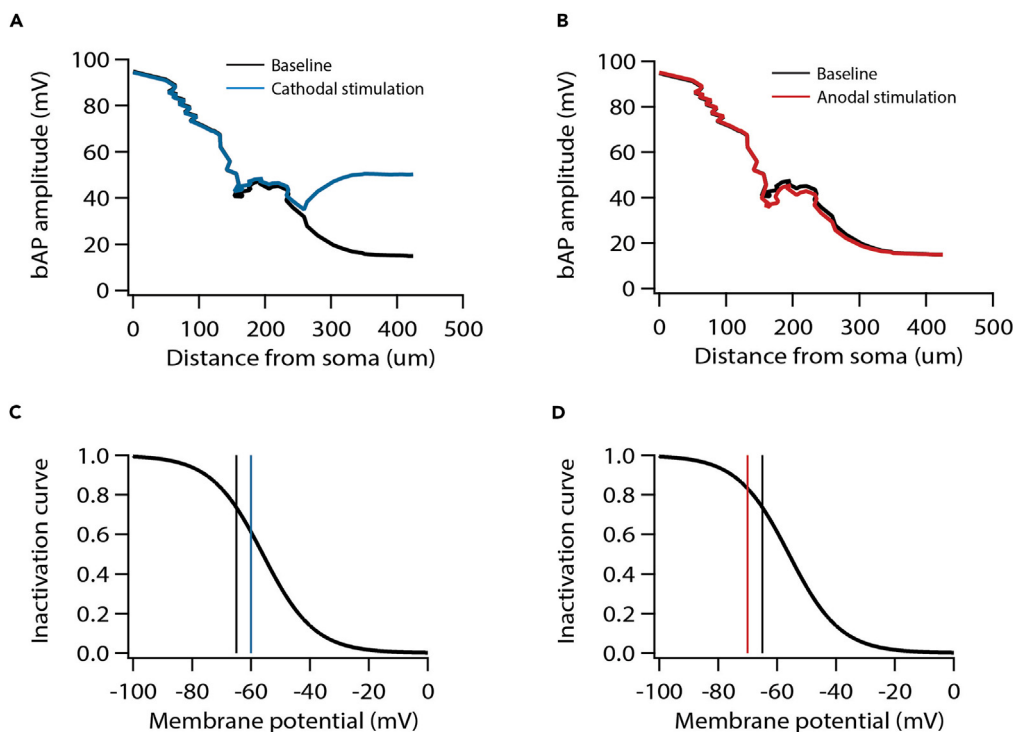 A
bAP amplitude (mV)
100
80
60
40
20
0
Baseline
Cathodal stimulation
0 100 200 300 400 500
Distance from soma (um)
B
bAP amplitude (mV)
100
80
60
40
20
0
Baseline
Anodal stimulation
0 100 200 300 400 500
Distance from soma (um)
C
Inactivation curve
1.0
0.8
0.6
0.4
0.2
0.0
-100 -80 -60 -40 -20 0
Membrane potential (mV)
D
Inactivation curve
1.0
0.8
0.6
0.4
0.2
0.0
-100 -80 -60 -40 -20 0
Membrane potential (mV)